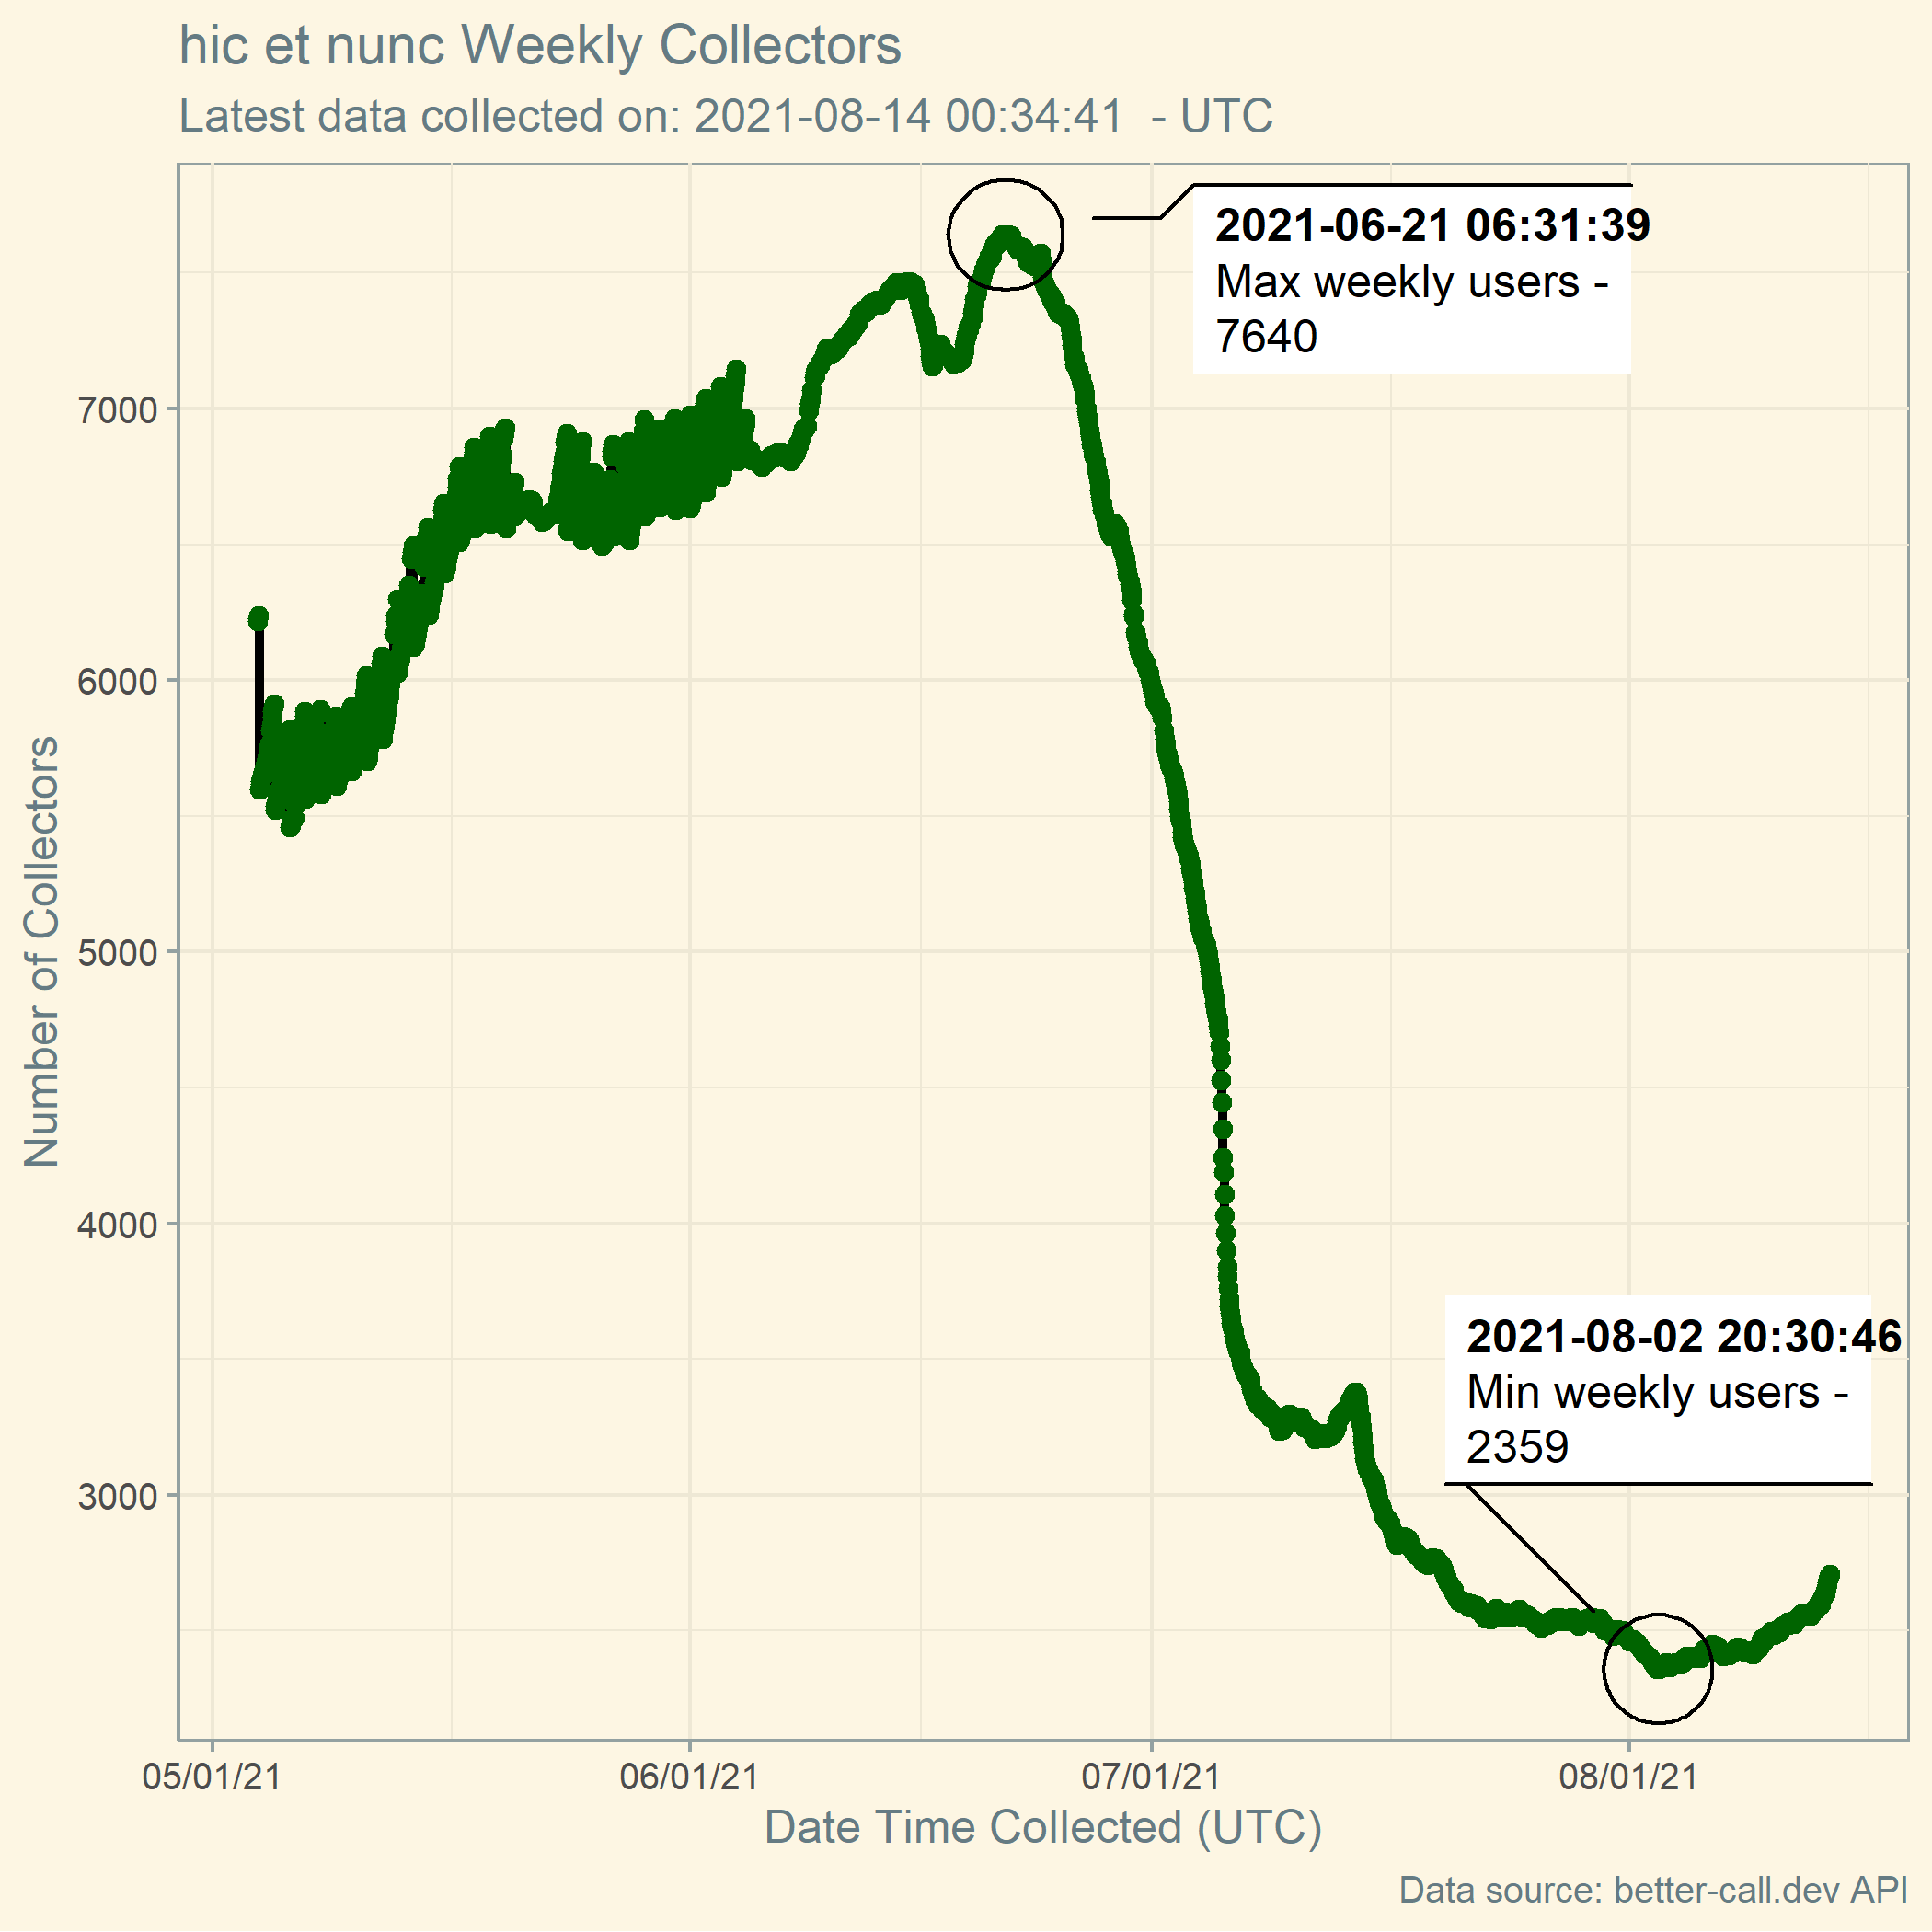 hic et nunc Weekly Collectors
Latest data collected on: 2021-08-14 00:34:41  - UTC
2021-06-21 06:31:39
Max weekly users -
7640
7000
6000
5000
4000
3000
Number of Collectors
2021-08-02 20:30:46
Min weekly users -
2359
05/01/21
06/01/21
07/01/21
08/01/21
Date Time Collected (UTC)
Data source: better-call.dev API